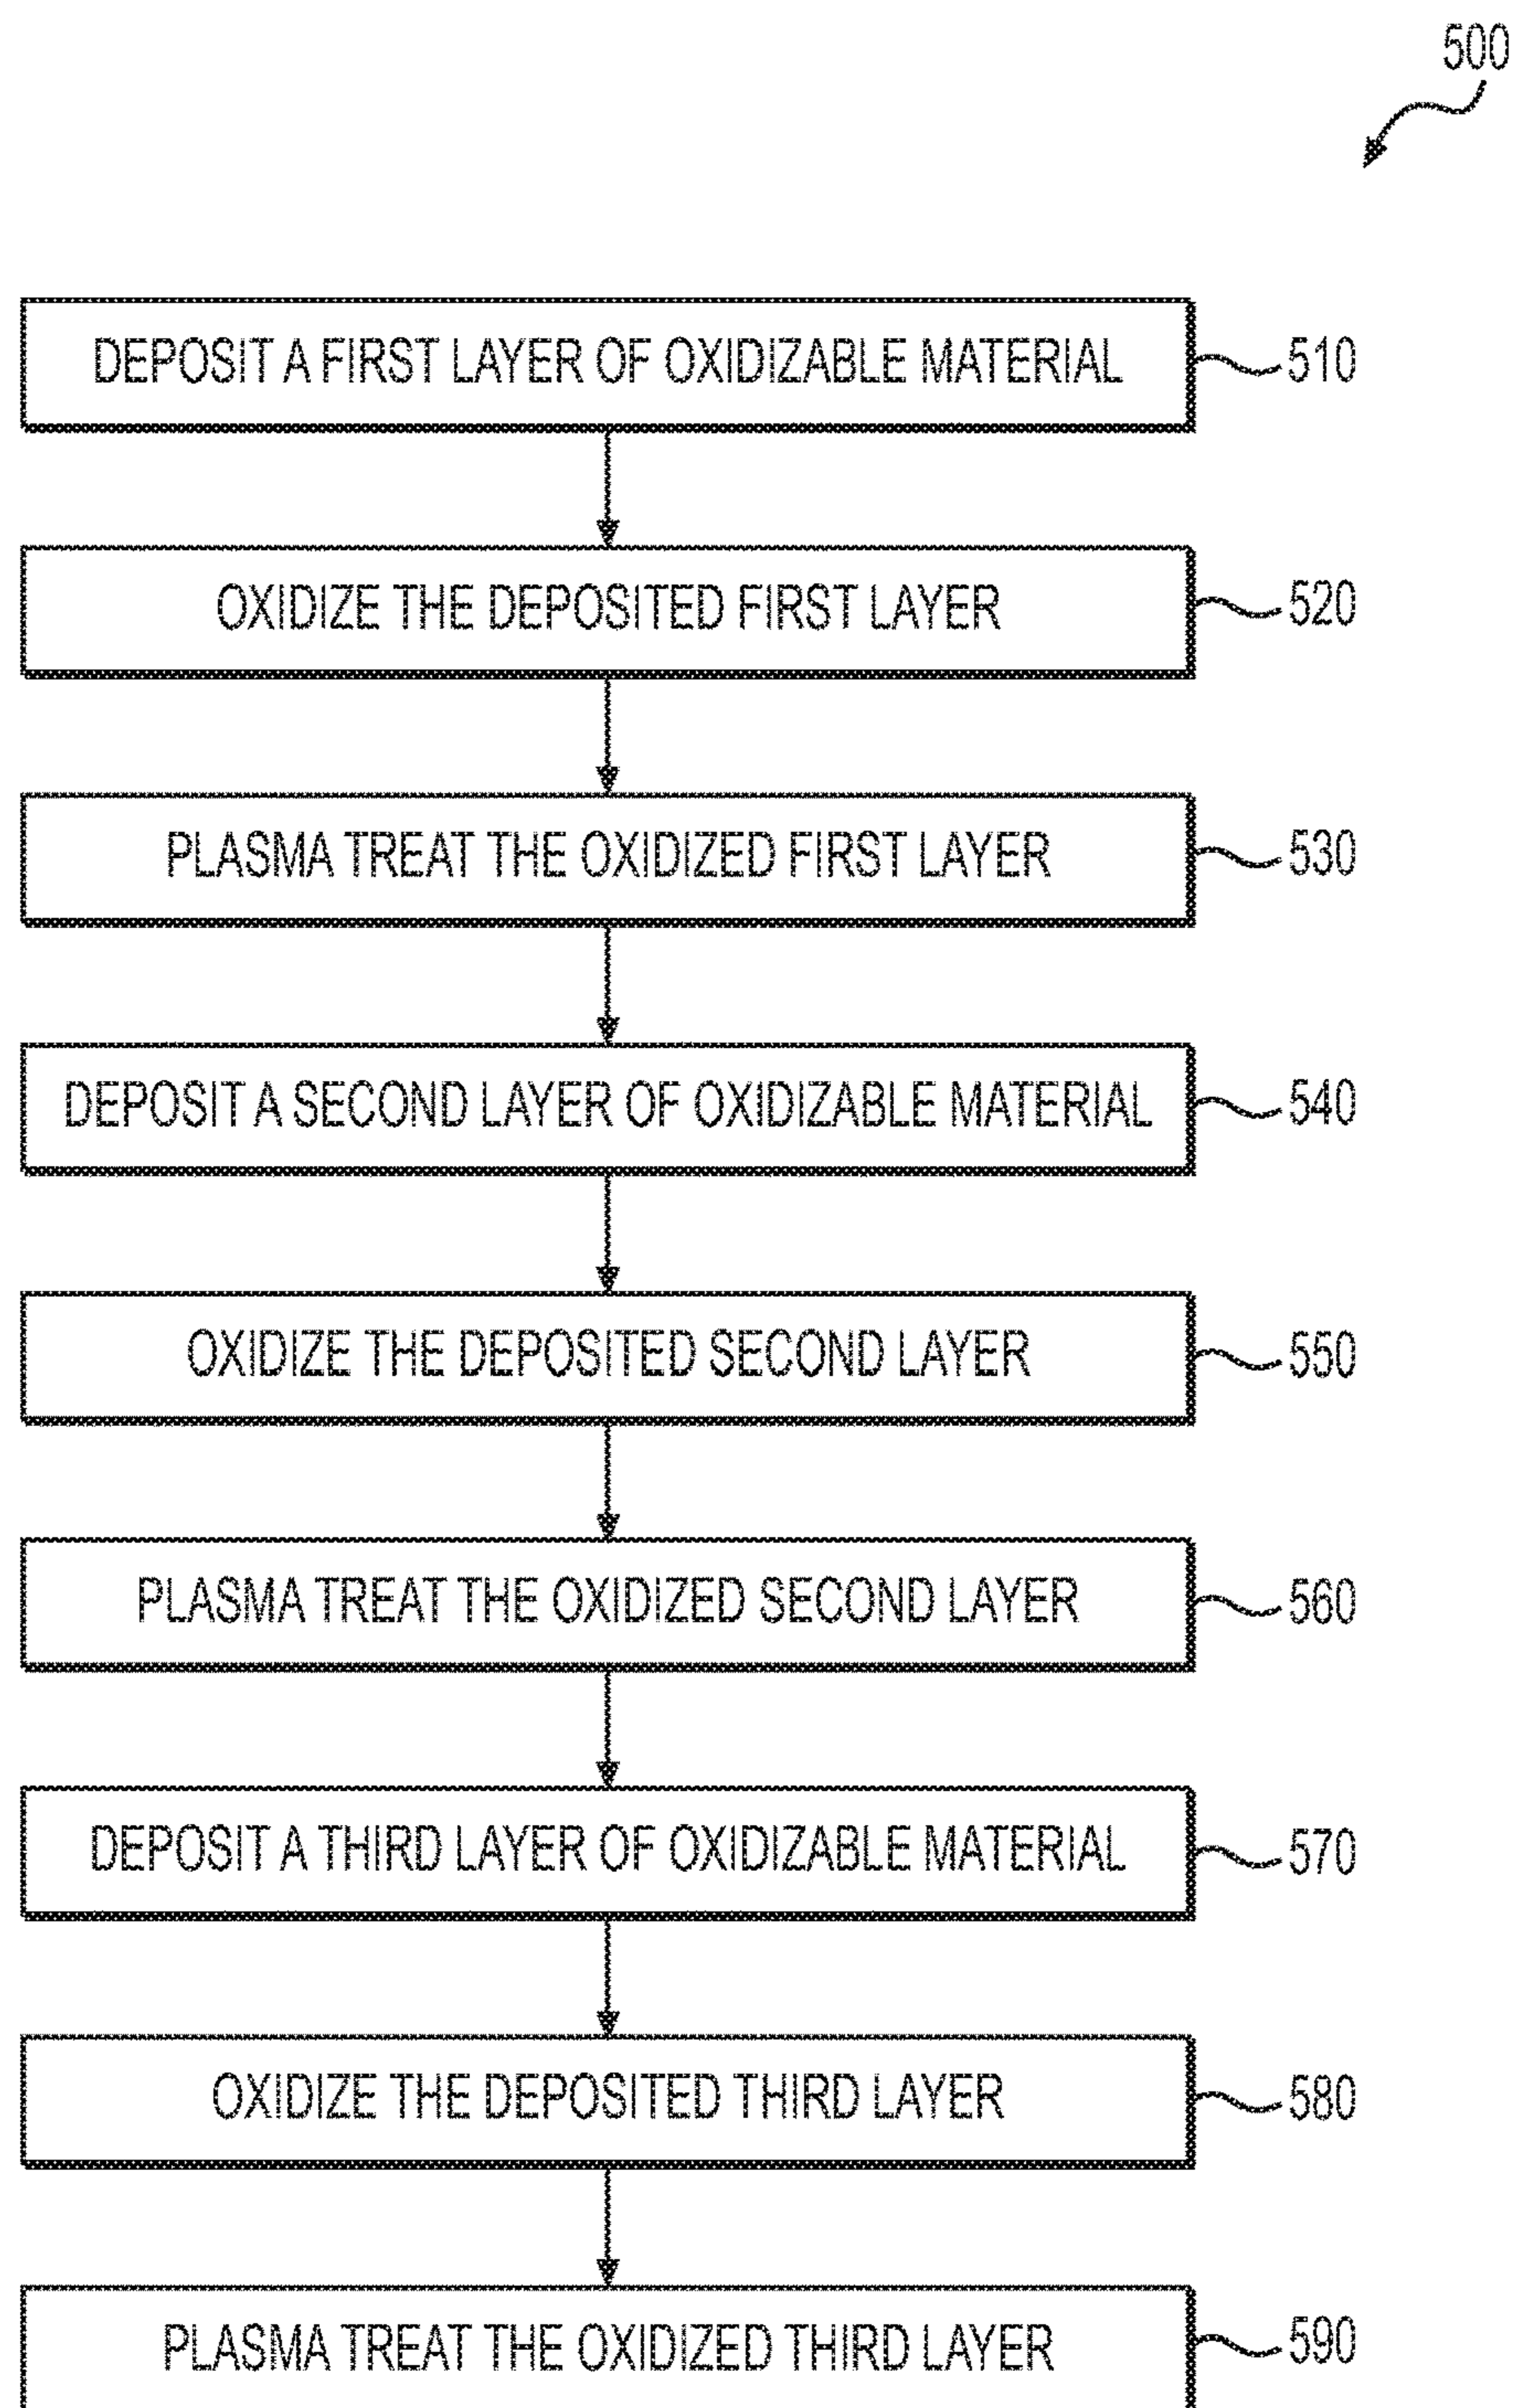 500
DEPOSIT A FIRST LAYER OF OXIDIZABLE MATERIAL 510
OXIDIZE THE DEPOSITED FIRST LAYER 520
PLASMA TREAT THE OXIDIZED FIRST LAYER 530
DEPOSIT A SECOND LAYER OF OXIDIZABLE MATERIAL 540
OXIDIZE THE DEPOSITED SECOND LAYER 550
PLASMA TREAT THE OXIDIZED SECOND LAYER 560
DEPOSIT A THIRD LAYER OF OXIDIZABLE MATERIAL 570
OXIDIZE THE DEPOSITED THIRD LAYER 580
PLASMA TREAT THE OXIDIZED THIRD LAYER 590